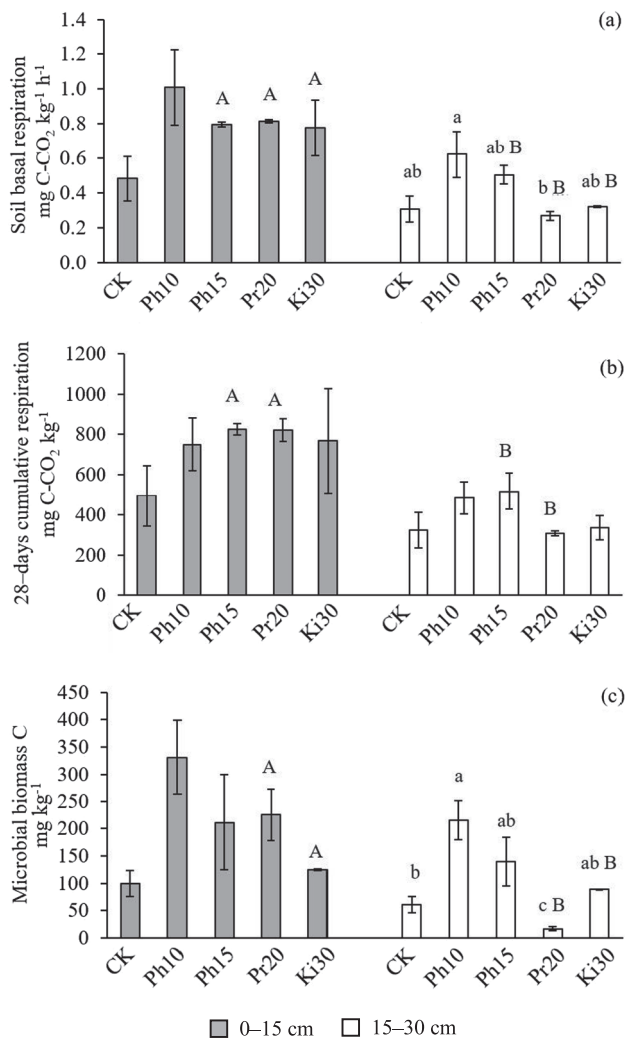 (a)
Soil basal respiration
mg C-CO₂ kg⁻¹ h⁻¹
1.4
1.2
1.0
0.8
0.6
0.4
0.2
0.0
A A A
ab a ab B b B ab B
CK Ph10 Ph15 Pr20 Ki30 CK Ph10 Ph15 Pr20 Ki30
(b)
28–days cumulative respiration
mg C-CO₂ kg⁻¹
1200
1000
800
600
400
200
0
A A
B B
CK Ph10 Ph15 Pr20 Ki30 CK Ph10 Ph15 Pr20 Ki30
(c)
Microbial biomass C
mg kg⁻¹
450
400
350
300
250
200
150
100
50
0
A A
b a ab c B ab B
CK Ph10 Ph15 Pr20 Ki30 CK Ph10 Ph15 Pr20 Ki30
0–15 cm 15–30 cm